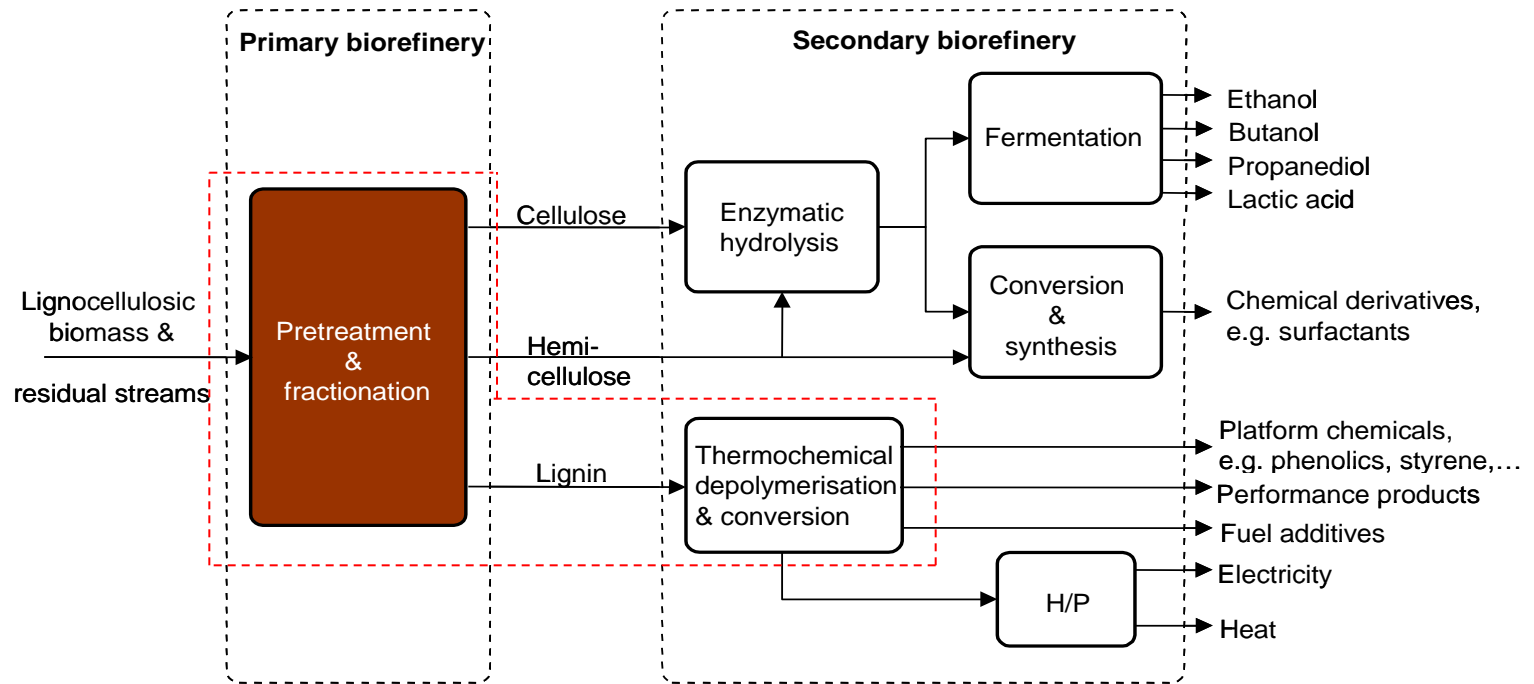 Primary biorefinery
Secondary biorefinery
Lignocellulosic
biomass &
residual streams
Pretreatment
&
fractionation
Cellulose
Hemi-
cellulose
Lignin
Enzymatic
hydrolysis
Fermentation
Conversion
&
synthesis
Thermochemical
depolymerisation
& conversion
H/P
Ethanol
Butanol
Propanediol
Lactic acid
Chemical derivatives,
e.g. surfactants
Platform chemicals,
e.g. phenolics, styrene,…
Performance products
Fuel additives
Electricity
Heat